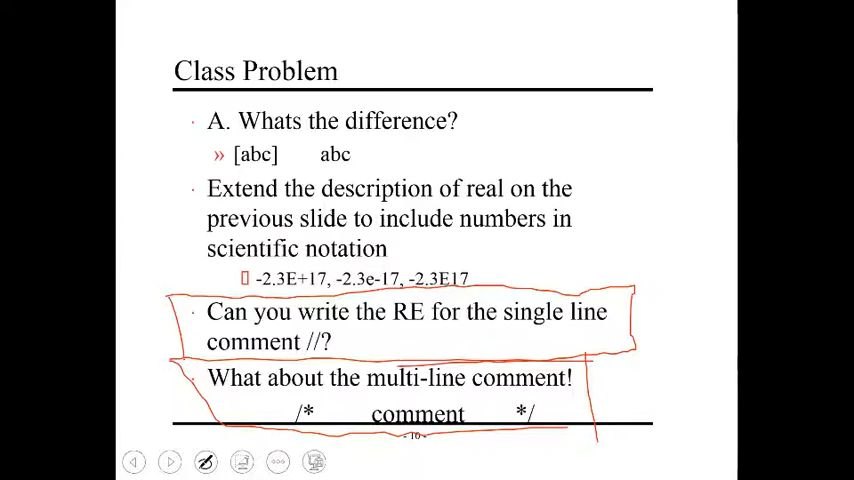 Class Problem
· A. Whats the difference?
» [abc] abc
· Extend the description of real on the
previous slide to include numbers in
scientific notation
-2.3E+17, -2.3e-17, -2.3E17
· Can you write the RE for the single line
comment //?
· What about the multi-line comment!
/* comment */
- 10 -